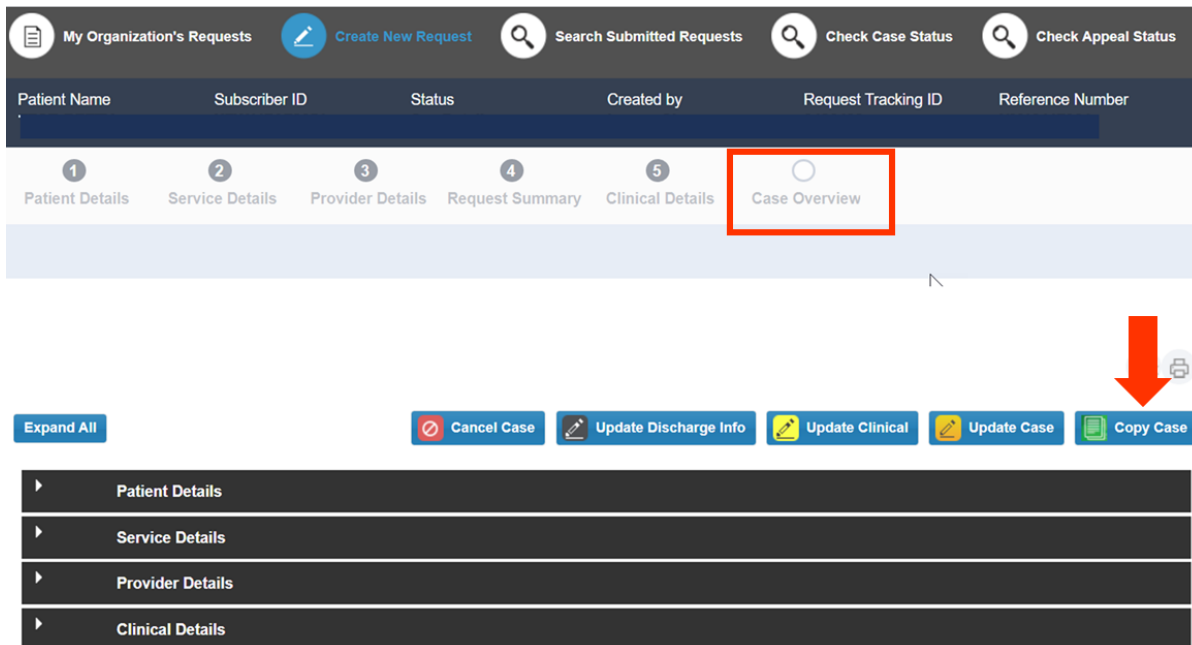 My Organization's Requests Create New Request Search Submitted Requests Check Case Status Check Appeal Status
Patient Name Subscriber ID Status Created by Request Tracking ID Reference Number
1 2 3 4 5
Patient Details Service Details Provider Details Request Summary Clinical Details Case Overview
Expand All Cancel Case Update Discharge Info Update Clinical Update Case Copy Case
Patient Details
Service Details
Provider Details
Clinical Details